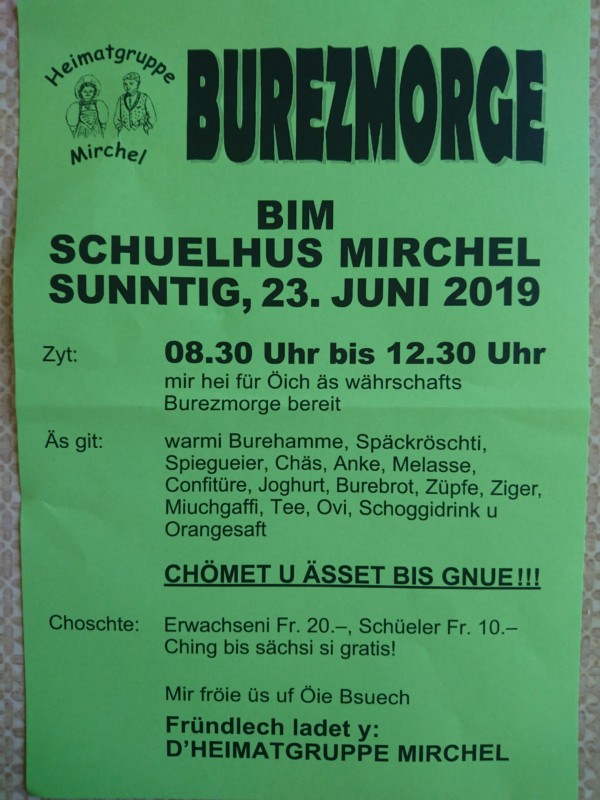 Heimatgruppe
Mirchel
BUREZMORGE
BIM
SCHUELHUS MIRCHEL
SUNNTIG, 23. JUNI 2019
Zyt: 08.30 Uhr bis 12.30 Uhr
mir hei für Öich äs währschafts
Burezmorge bereit
Äs git: warmi Burehamme, Späckröschti,
Spiegueier, Chäs, Anke, Melasse,
Confitüre, Joghurt, Burebrot, Züpfe, Ziger,
Miuchgaffi, Tee, Ovi, Schoggidrink u
Orangesaft
CHÖMET U ÄSSET BIS GNUE!!!
Choschte: Erwachseni Fr. 20.–, Schüeler Fr. 10.–
Ching bis sächsi si gratis!
Mir fröie üs uf Öie Bsuech
Fründlech ladet y:
D'HEIMATGRUPPE MIRCHEL